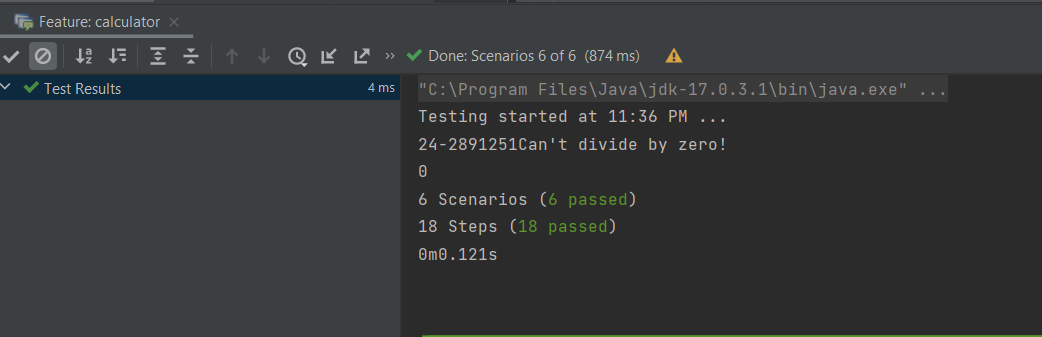 Feature: calculator
Done: Scenarios 6 of 6 (874 ms)
Test Results 4 ms
"C:\Program Files\Java\jdk-17.0.3.1\bin\java.exe" ...
Testing started at 11:36 PM ...
24-2891251Can't divide by zero!
0
6 Scenarios (6 passed)
18 Steps (18 passed)
0m0.121s